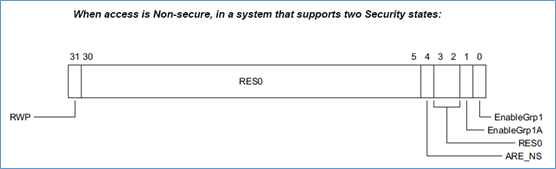 When access is Non-secure, in a system that supports two Security states:
31 30 5 4 3 2 1 0
RES0
RWP
EnableGrp1
EnableGrp1A
RES0
ARE_NS